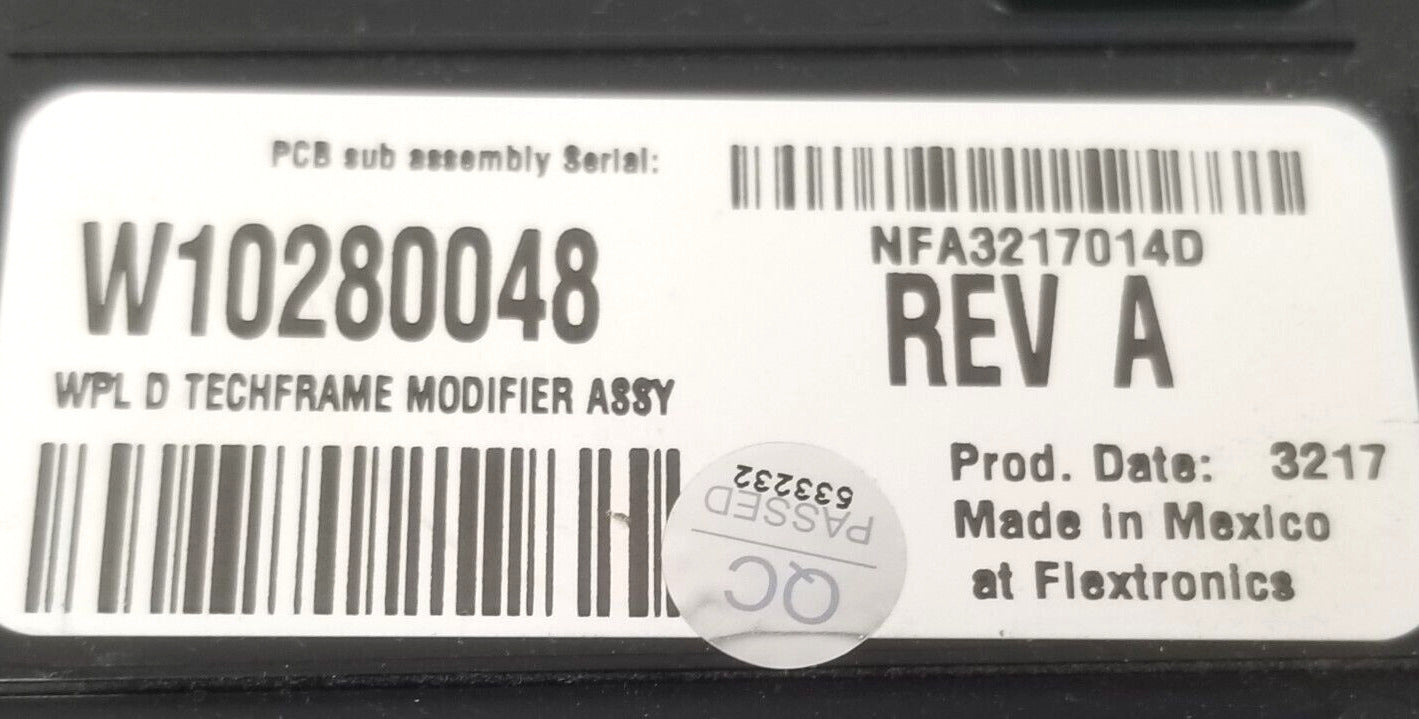 PCB sub assembly Serial:
W10280048
WPL D TECHFRAME MODIFIER ASSY
NFA3217014D
REV A
Prod. Date: 3217
Made in Mexico
at Flextronics
QC
PASSED
533232